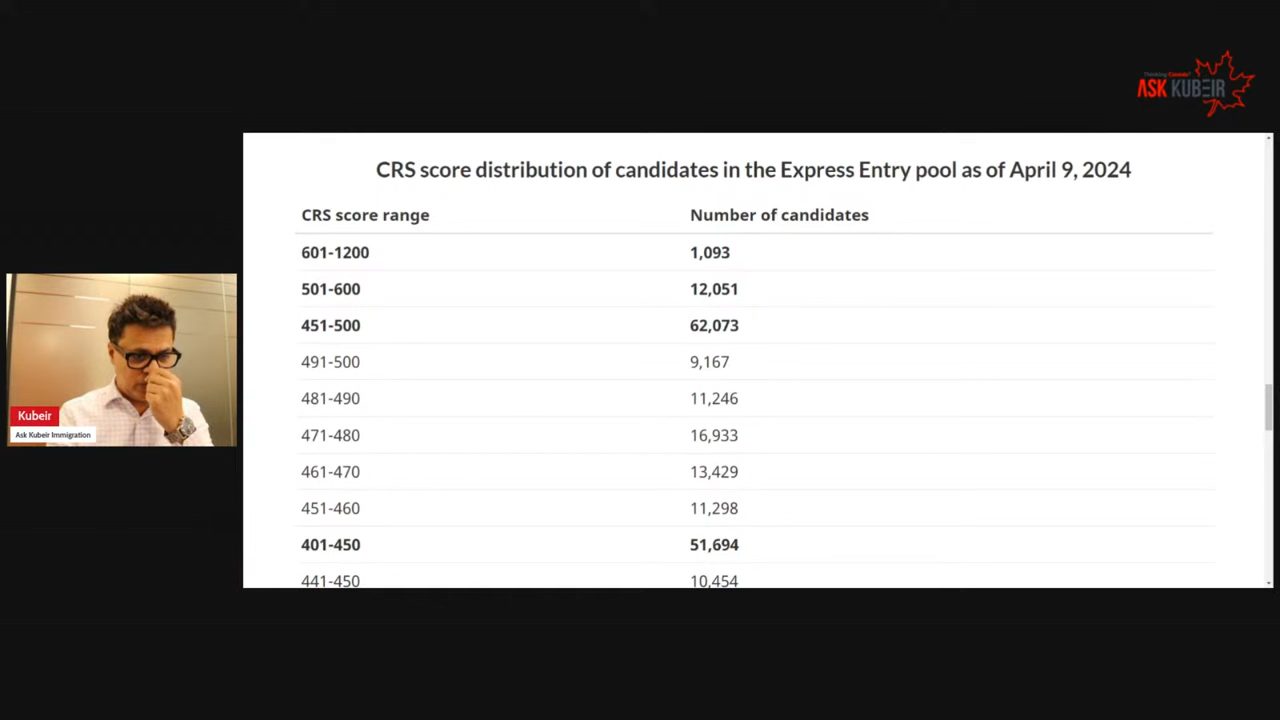 Thinking Canada?
ASK KUBEIR
CRS score distribution of candidates in the Express Entry pool as of April 9, 2024
CRS score range Number of candidates
601-1200 1,093
501-600 12,051
451-500 62,073
491-500 9,167
481-490 11,246
471-480 16,933
461-470 13,429
451-460 11,298
401-450 51,694
441-450 10,454
Kubeir
Ask Kubeir Immigration